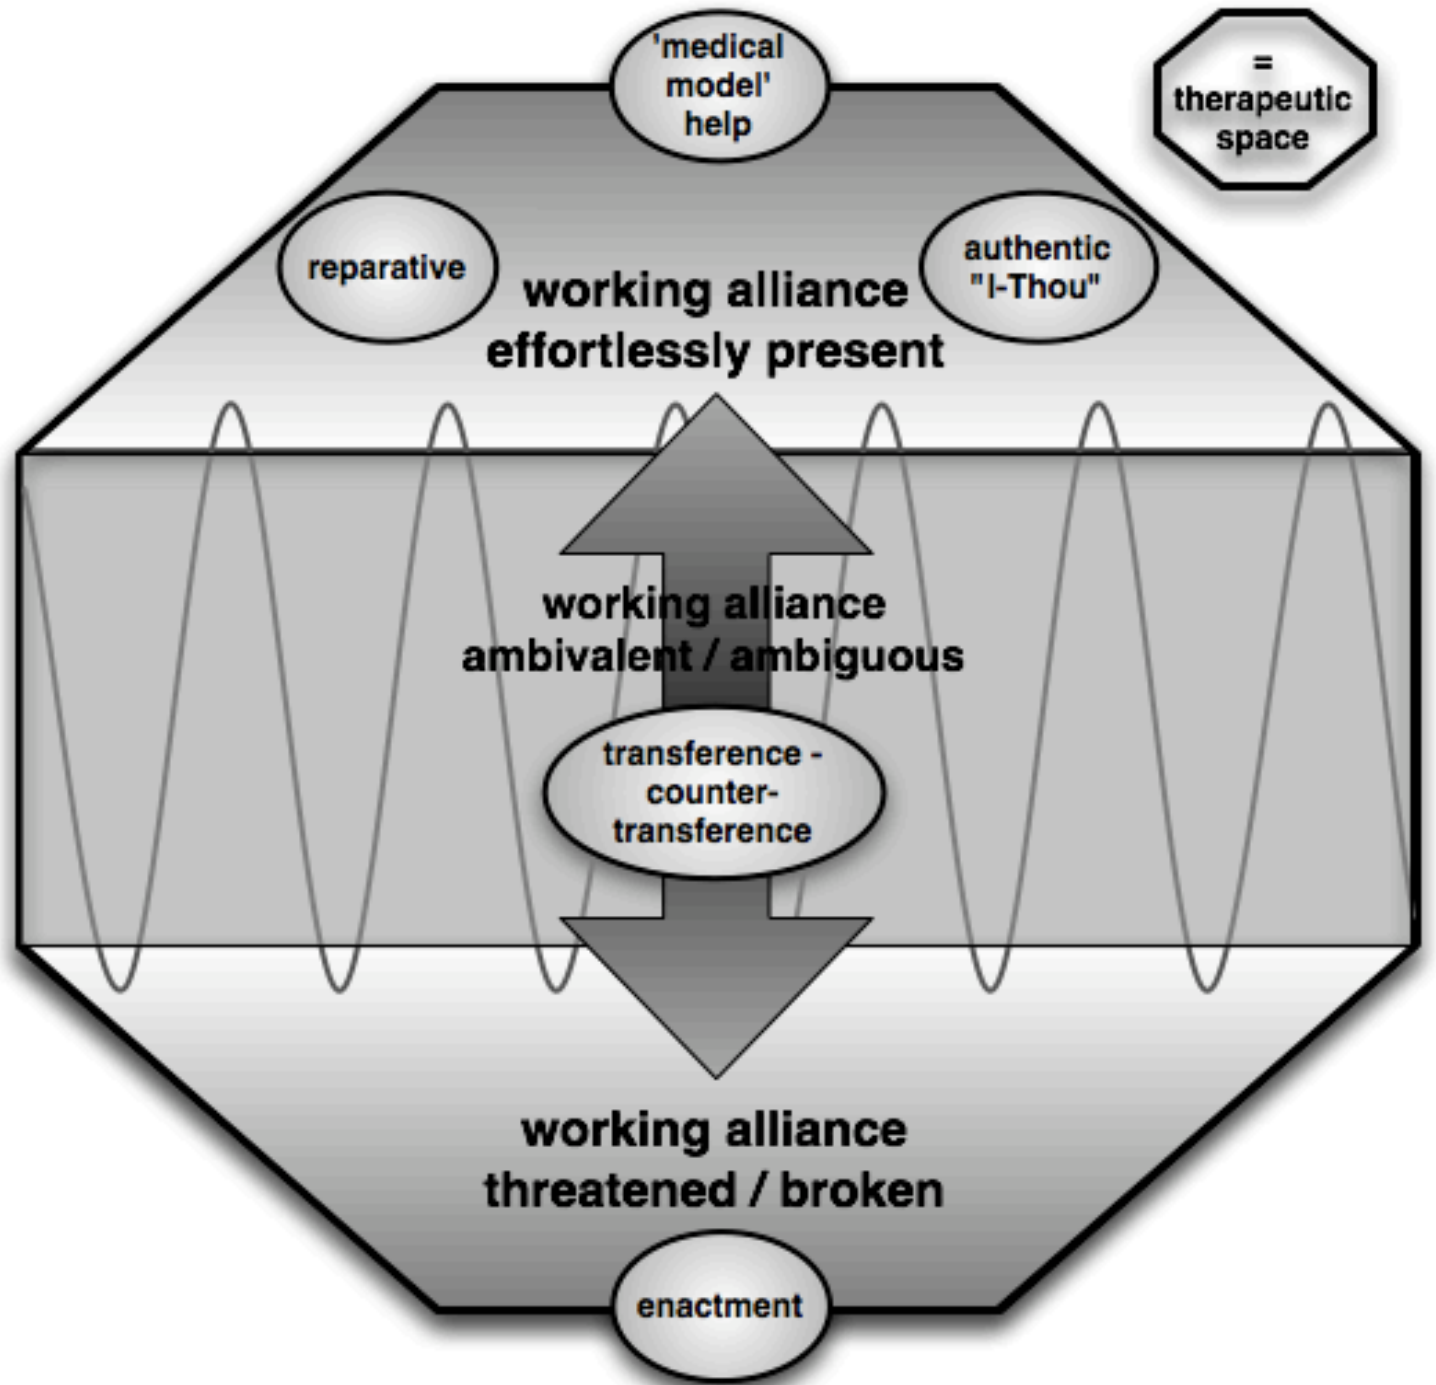 'medical
model'
help
=
therapeutic
space
reparative
authentic
"I-Thou"
working alliance
effortlessly present
working alliance
ambivalent / ambiguous
transference -
counter-
transference
working alliance
threatened / broken
enactment